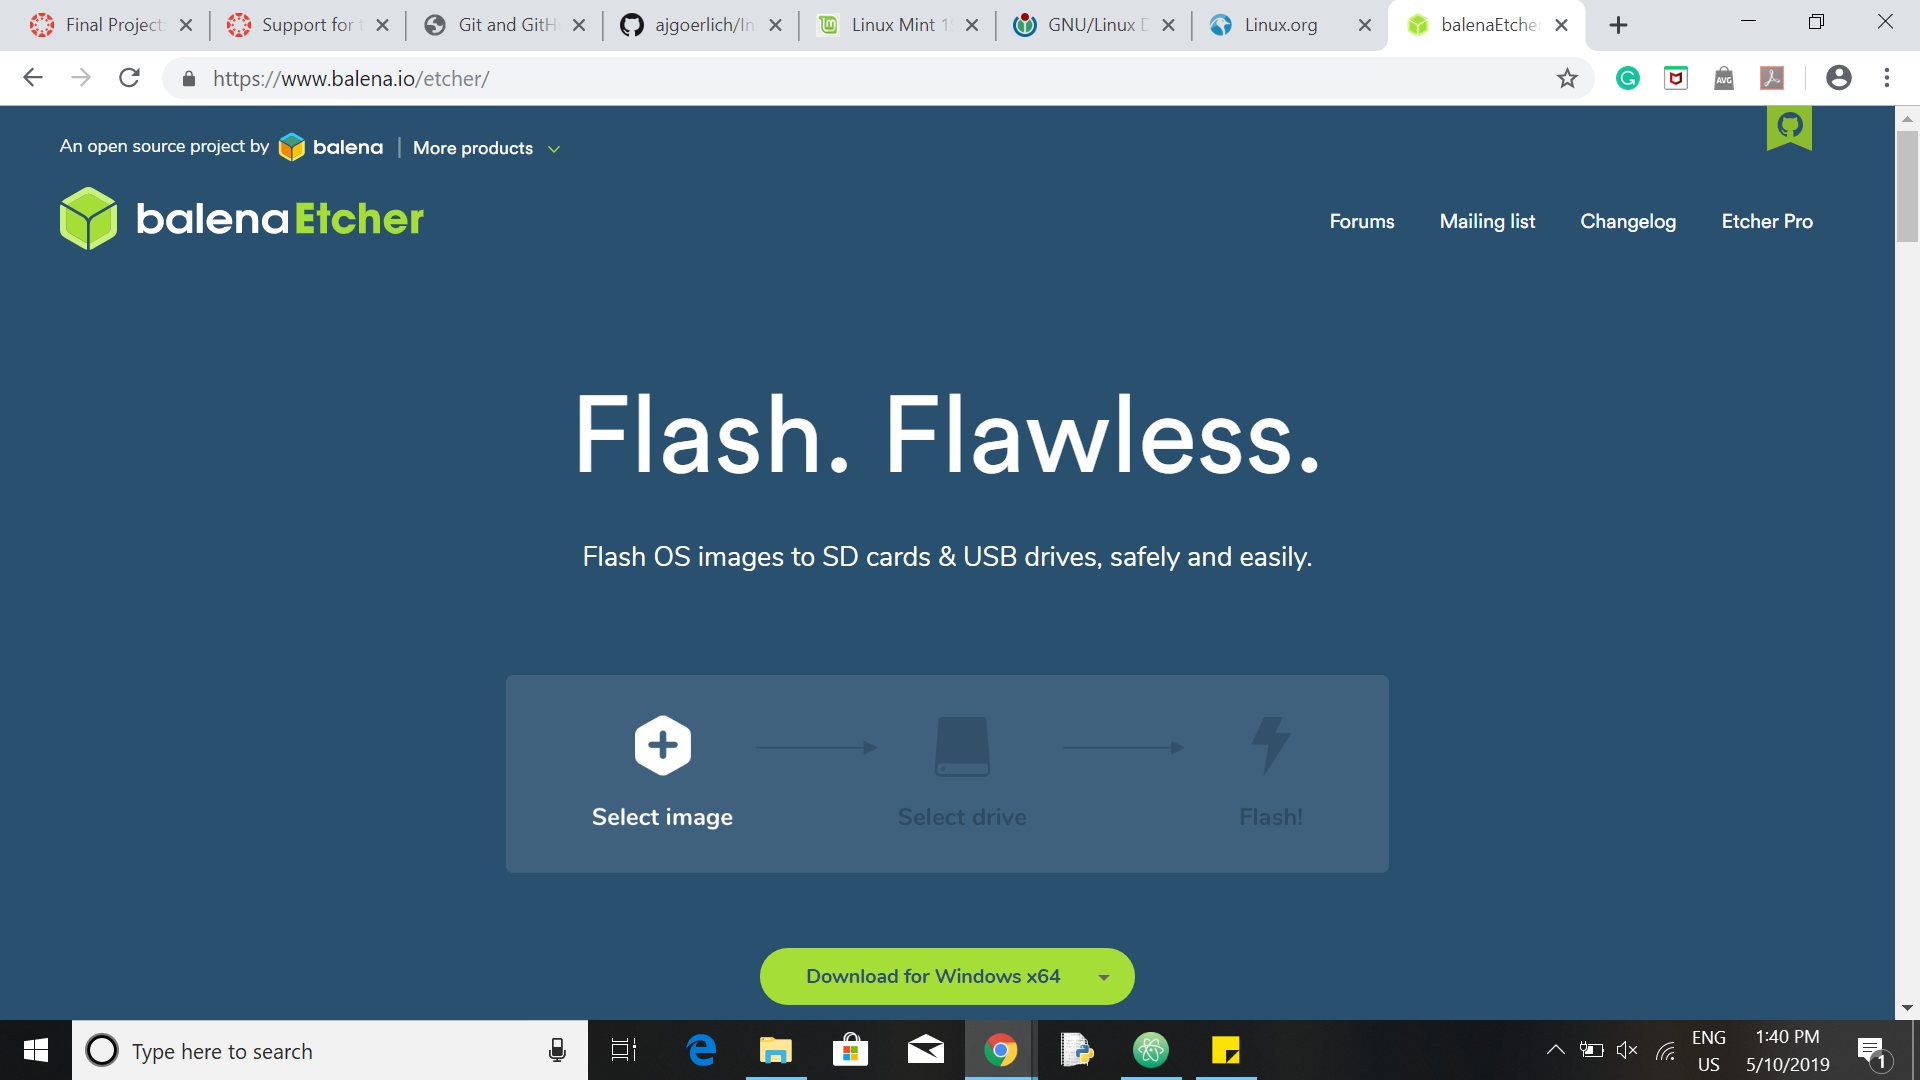 Final Project
Support for t
Git and GitH
ajgoerlich/In
Linux Mint 1
GNU/Linux D
Linux.org
balenaEtcher
https://www.balena.io/etcher/
AVG
An open source project by balena | More products
balenaEtcher
Forums
Mailing list
Changelog
Etcher Pro
Flash. Flawless.
Flash OS images to SD cards & USB drives, safely and easily.
Select image
Select drive
Flash!
Download for Windows x64
Type here to search
ENG
US
1:40 PM
5/10/2019
1